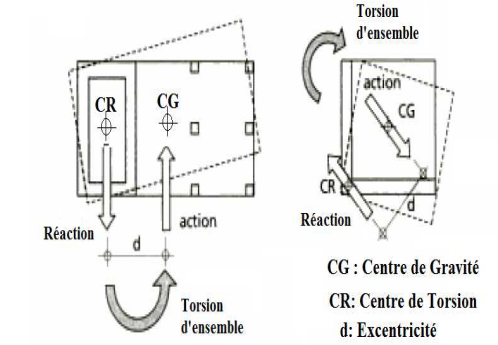 CR
CG
Réaction
action
d
Torsion
d'ensemble
Torsion
d'ensemble
action
CG
CR
Réaction
d
CG : Centre de Gravité
CR: Centre de Torsion
d: Excentricité